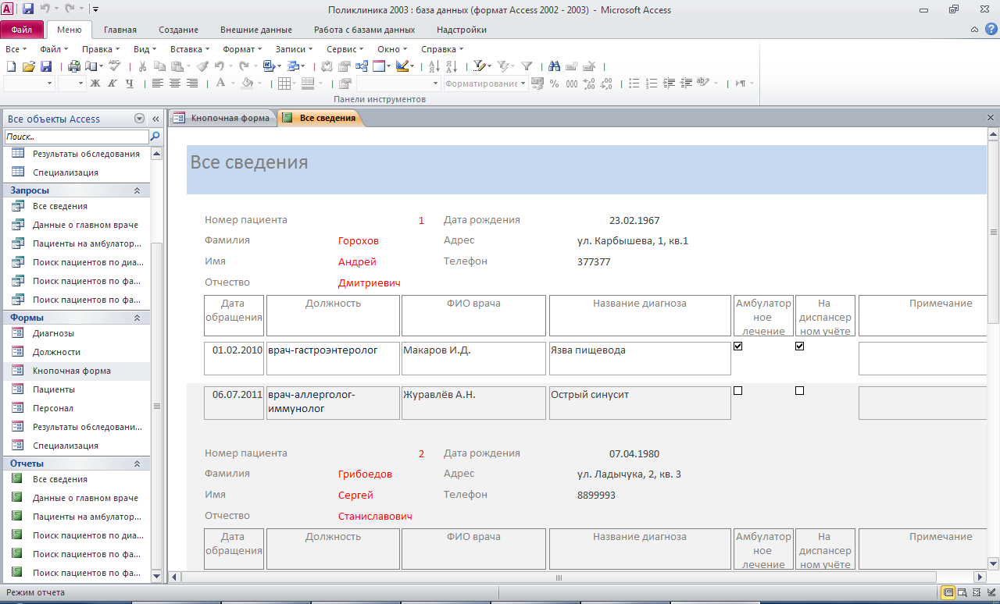 Поликлиника 2003 : база данных (формат Access 2002 - 2003) - Microsoft Access
Файл Меню Главная Создание Внешние данные Работа с базами данных Надстройки
Все Файл Правка Вид Вставка Формат Записи Сервис Окно Справка
Ж К Ч A Форматирование % 000
Панели инструментов
Все объекты Access
Поиск...
Результаты обследования
Специализация
Запросы
Все сведения
Данные о главном враче
Пациенты на амбулатор...
Поиск пациентов по диа...
Поиск пациентов по фа...
Поиск пациентов по фа...
Формы
Диагнозы
Должности
Кнопочная форма
Пациенты
Персонал
Результаты обследовани...
Специализация
Отчеты
Все сведения
Данные о главном враче
Пациенты на амбулатор...
Поиск пациентов по диа...
Поиск пациентов по фа...
Поиск пациентов по фа...
Кнопочная форма Все сведения
Все сведения
Номер пациента 1 Дата рождения 23.02.1967
Фамилия Горохов Адрес ул. Карбышева, 1, кв.1
Имя Андрей Телефон 377377
Отчество Дмитриевич
Дата обращения Должность ФИО врача Название диагноза Амбулатор ное лечение На диспансер ном учёте Примечание
01.02.2010 врач-гастроэнтеролог Макаров И.Д. Язва пищевода
06.07.2011 врач-аллерголог-иммунолог Журавлёв А.Н. Острый синусит
Номер пациента 2 Дата рождения 07.04.1980
Фамилия Грибоедов Адрес ул. Ладычука, 2, кв. 3
Имя Сергей Телефон 8899993
Отчество Станиславович
Дата обращения Должность ФИО врача Название диагноза Амбулатор ное лечение На диспансер ном учёте Примечание
Режим отчета